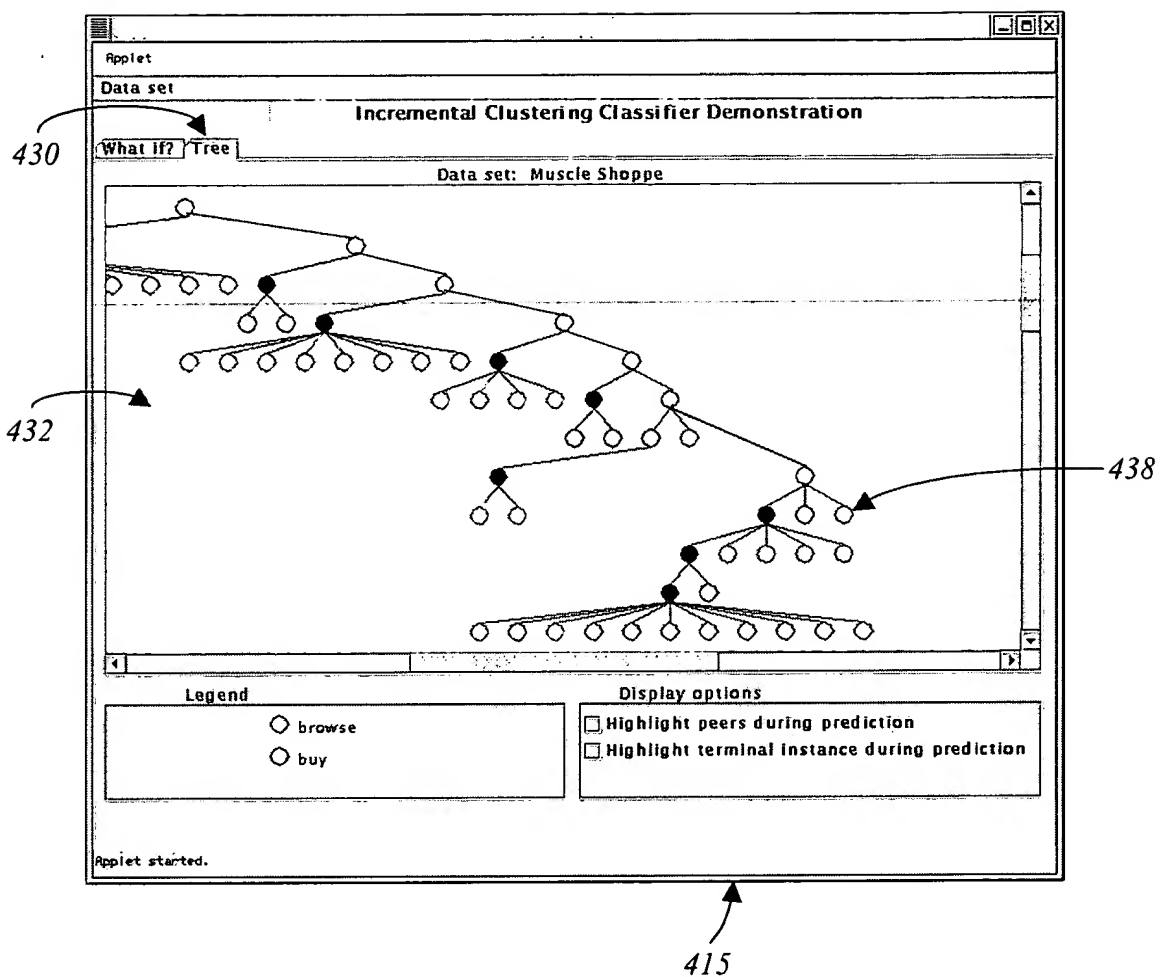 Applet
Data set
Incremental Clustering Classifier Demonstration
430
What if? Tree
Data set: Muscle Shoppe
432
438
Legend
browse
buy
Display options
Highlight peers during prediction
Highlight terminal instance during prediction
Applet started.
415